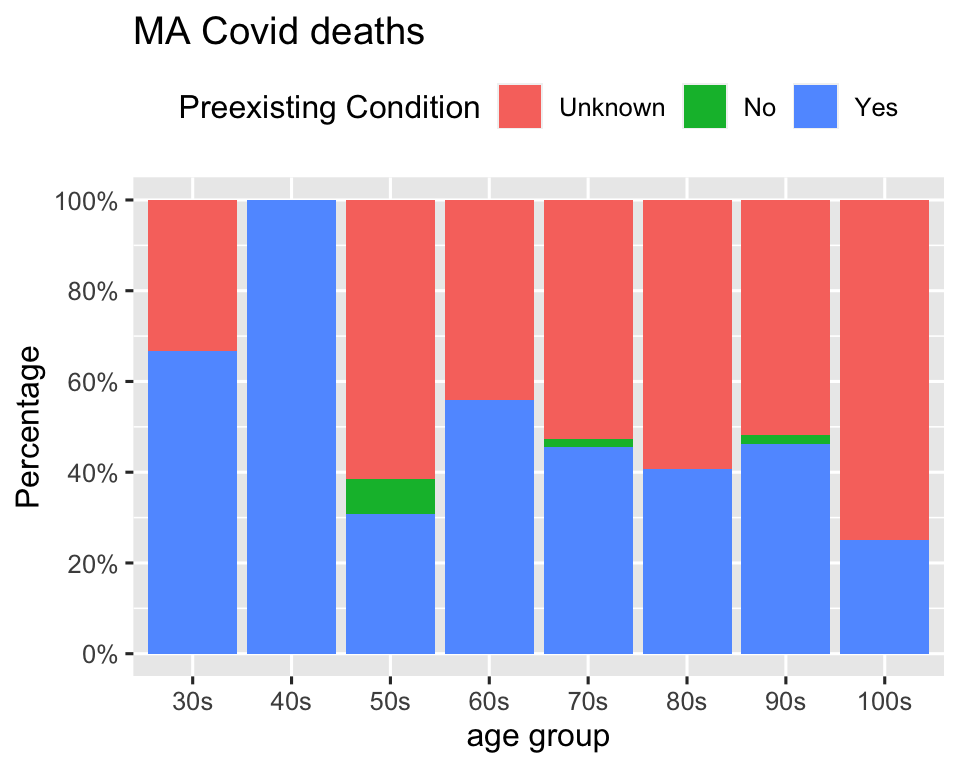 MA Covid deaths
Preexisting Condition Unknown No Yes
Percentage
100%
80%
60%
40%
20%
0%
30s 40s 50s 60s 70s 80s 90s 100s
age group